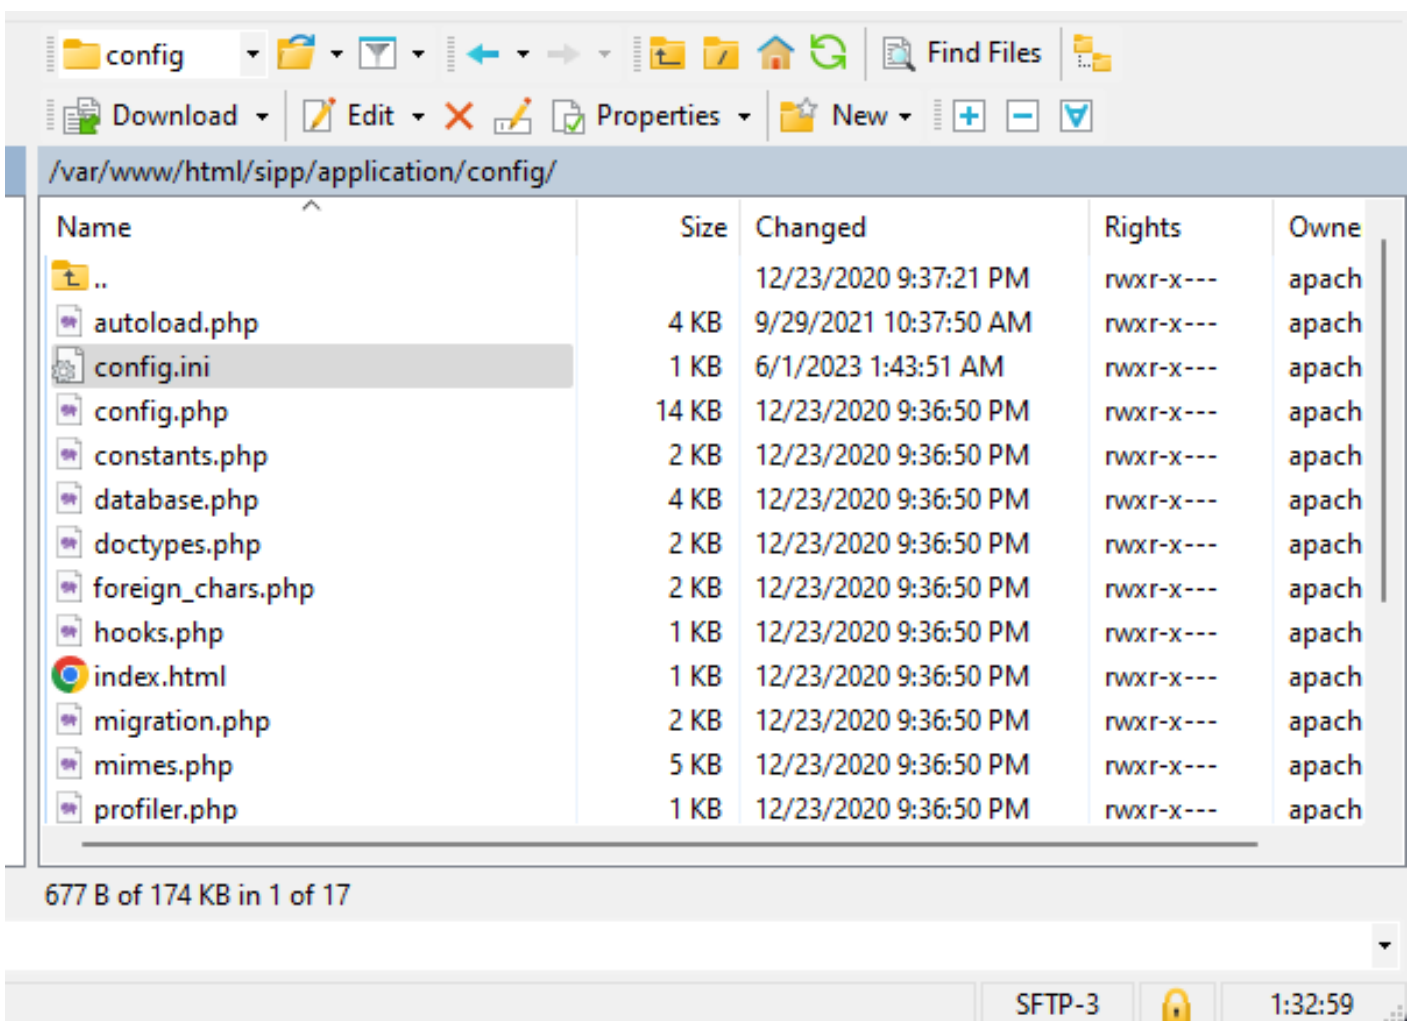 config
Find Files
Download Edit Properties New
/var/www/html/sipp/application/config/
Name Size Changed Rights Owne
.. 12/23/2020 9:37:21 PM rwxr-x--- apach
autoload.php 4 KB 9/29/2021 10:37:50 AM rwxr-x--- apach
config.ini 1 KB 6/1/2023 1:43:51 AM rwxr-x--- apach
config.php 14 KB 12/23/2020 9:36:50 PM rwxr-x--- apach
constants.php 2 KB 12/23/2020 9:36:50 PM rwxr-x--- apach
database.php 4 KB 12/23/2020 9:36:50 PM rwxr-x--- apach
doctypes.php 2 KB 12/23/2020 9:36:50 PM rwxr-x--- apach
foreign_chars.php 2 KB 12/23/2020 9:36:50 PM rwxr-x--- apach
hooks.php 1 KB 12/23/2020 9:36:50 PM rwxr-x--- apach
index.html 1 KB 12/23/2020 9:36:50 PM rwxr-x--- apach
migration.php 2 KB 12/23/2020 9:36:50 PM rwxr-x--- apach
mimes.php 5 KB 12/23/2020 9:36:50 PM rwxr-x--- apach
profiler.php 1 KB 12/23/2020 9:36:50 PM rwxr-x--- apach
677 B of 174 KB in 1 of 17
SFTP-3 1:32:59